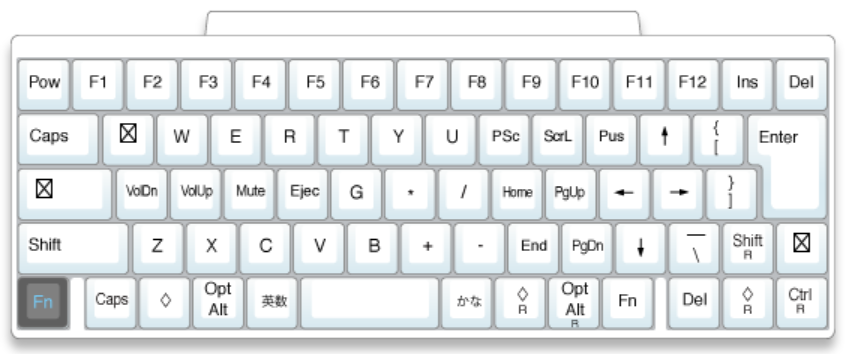 Pow F1 F2 F3 F4 F5 F6 F7 F8 F9 F10 F11 F12 Ins Del
Caps W E R T Y U PSc ScrL Pus ↑ { [ Enter
VolDn VolUp Mute Ejec G * / Home PgUp ← → } ]
Shift Z X C V B + - End PgDn ↓ ‾ \ Shift R
Fn Caps ◇ Opt Alt 英数 かな ◇ R Opt Alt R Fn Del ◇ R Ctrl R